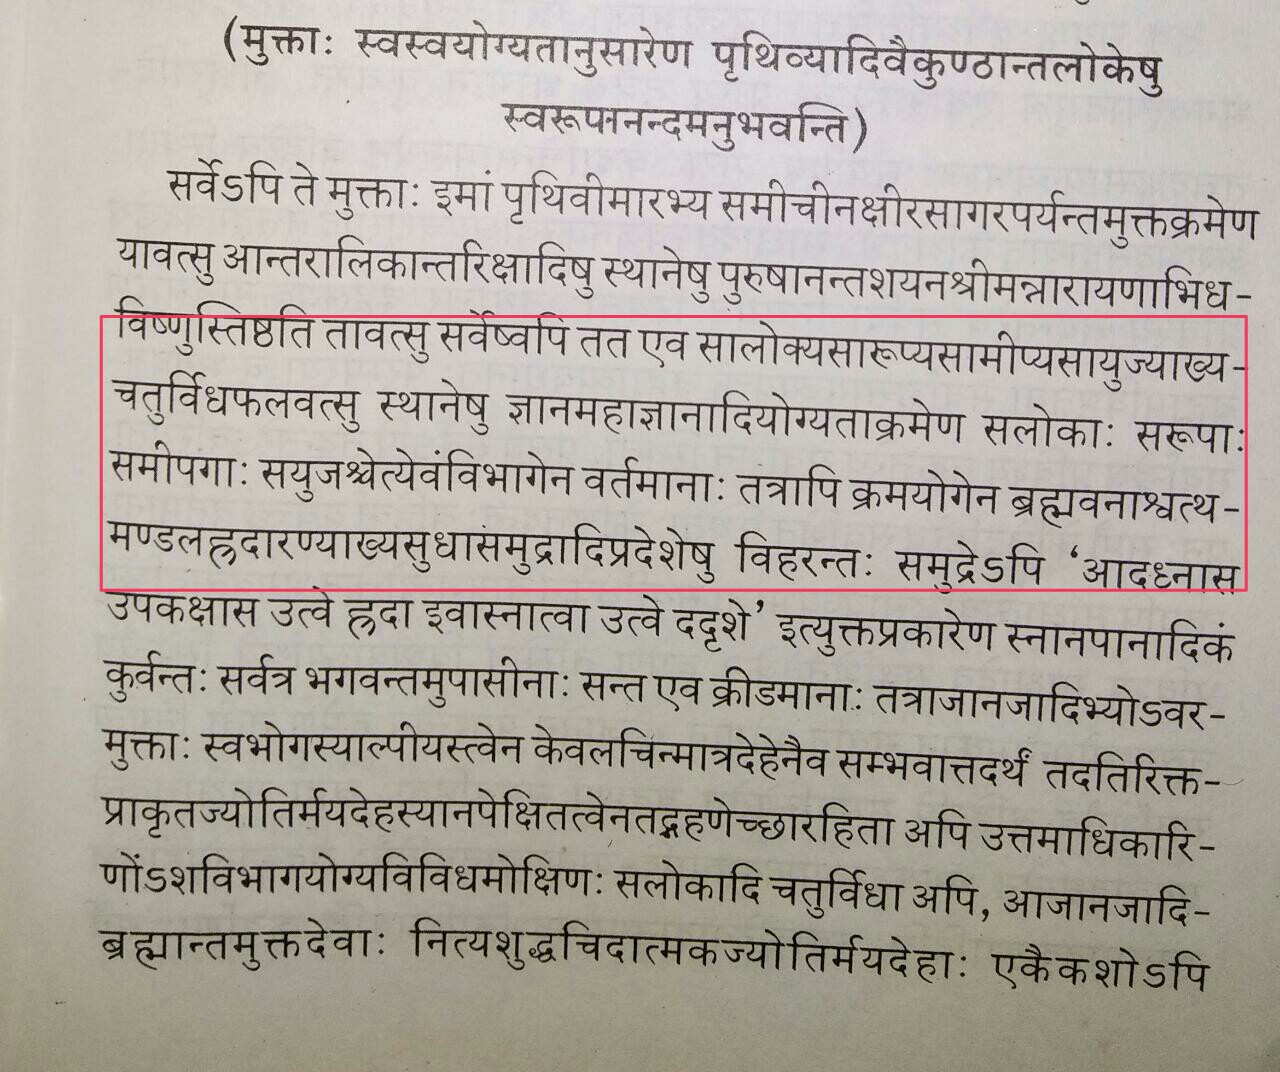 (मुक्ताः स्वस्वयोग्यतानुसारेण पृथिव्यादिवैकुण्ठान्तलोकेषु
स्वरूपानन्दमनुभवन्ति)
सर्वेऽपि ते मुक्ताः इमां पृथिवीमारभ्य समीचीनक्षीरसागरपर्यन्तमुक्तक्रमेण
यावत्सु आन्तरालिकान्तरिक्षादिषु स्थानेषु पुरुषानन्तशयनश्रीमन्नारायणाभिध-
विष्णुस्तिष्ठति तावत्सु सर्वेष्वपि तत एव सालोक्यसारूप्यसामीप्यसायुज्याख्य-
चतुर्विधफलवत्सु स्थानेषु ज्ञानमहाज्ञानादियोग्यताक्रमेण सलोकाः सरूपाः
समीपगाः सयुजश्चेत्येवंविभागेन वर्तमानाः तत्रापि क्रमयोगेन ब्रह्मवनाश्वत्थ-
मण्डलह्रदारण्याख्यसुधासमुद्रादिप्रदेशेषु विहरन्तः समुद्रेऽपि ‘आदध्नास
उपकक्षास उत्वे ह्रदा इवास्नात्वा उत्वे ददृशे’ इत्युक्तप्रकारेण स्नानपानादिकं
कुर्वन्तः सर्वत्र भगवन्तमुपासीनाः सन्त एव क्रीडमानाः तत्राजानजादिभ्योऽवर-
मुक्ताः स्वभोगस्याल्पीयस्त्वेन केवलचिन्मात्रदेहेनैव सम्भवात्तदर्थं तदतिरिक्त-
प्राकृतज्योतिर्मयदेहस्यानपेक्षितत्वेनतद्ग्रहणेच्छारहिता अपि उत्तमाधिकारि-
णोंऽशविभागयोग्यविविधमोक्षिणः सलोकादि चतुर्विधा अपि, आजानजादि-
ब्रह्मान्तमुक्तदेवाः नित्यशुद्धचिदात्मकज्योतिर्मयदेहाः एकैकशोऽपि